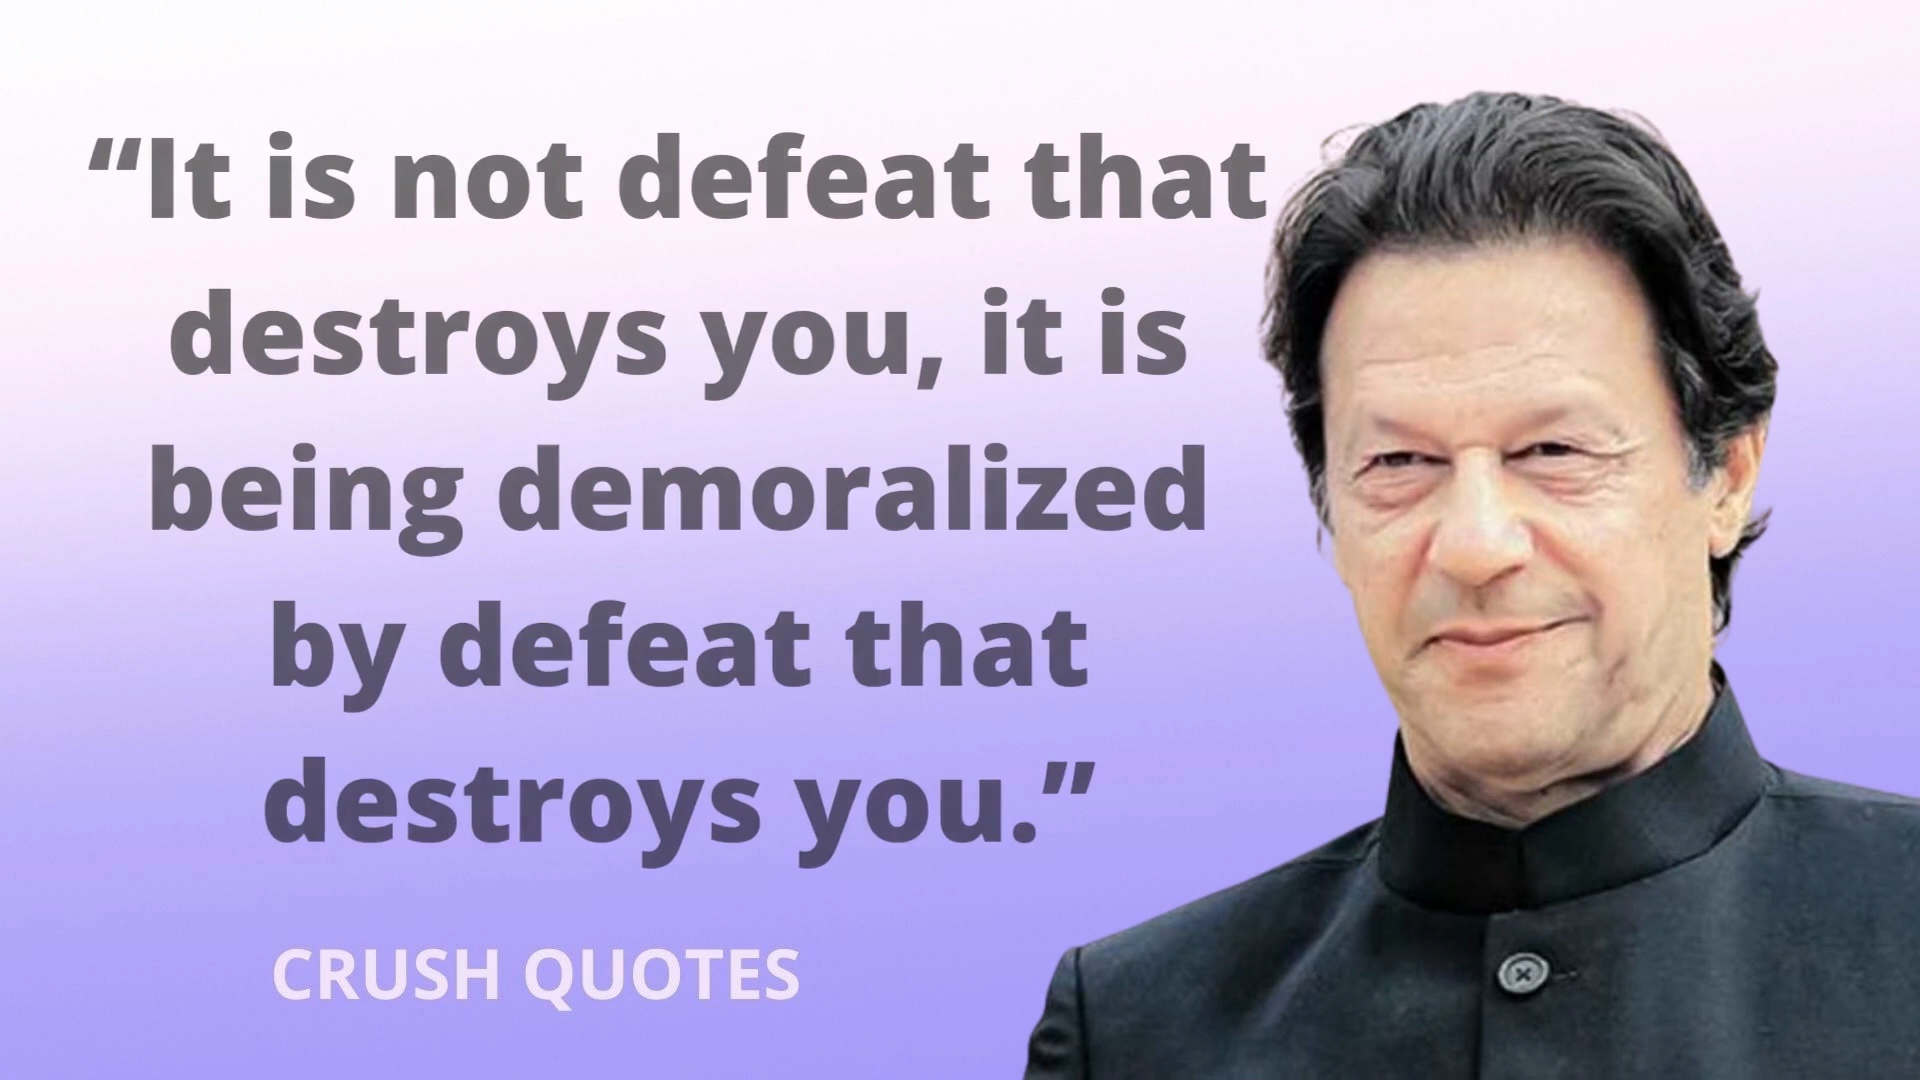 “It is not defeat that
destroys you, it is
being demoralized
by defeat that
destroys you.”
CRUSH QUOTES